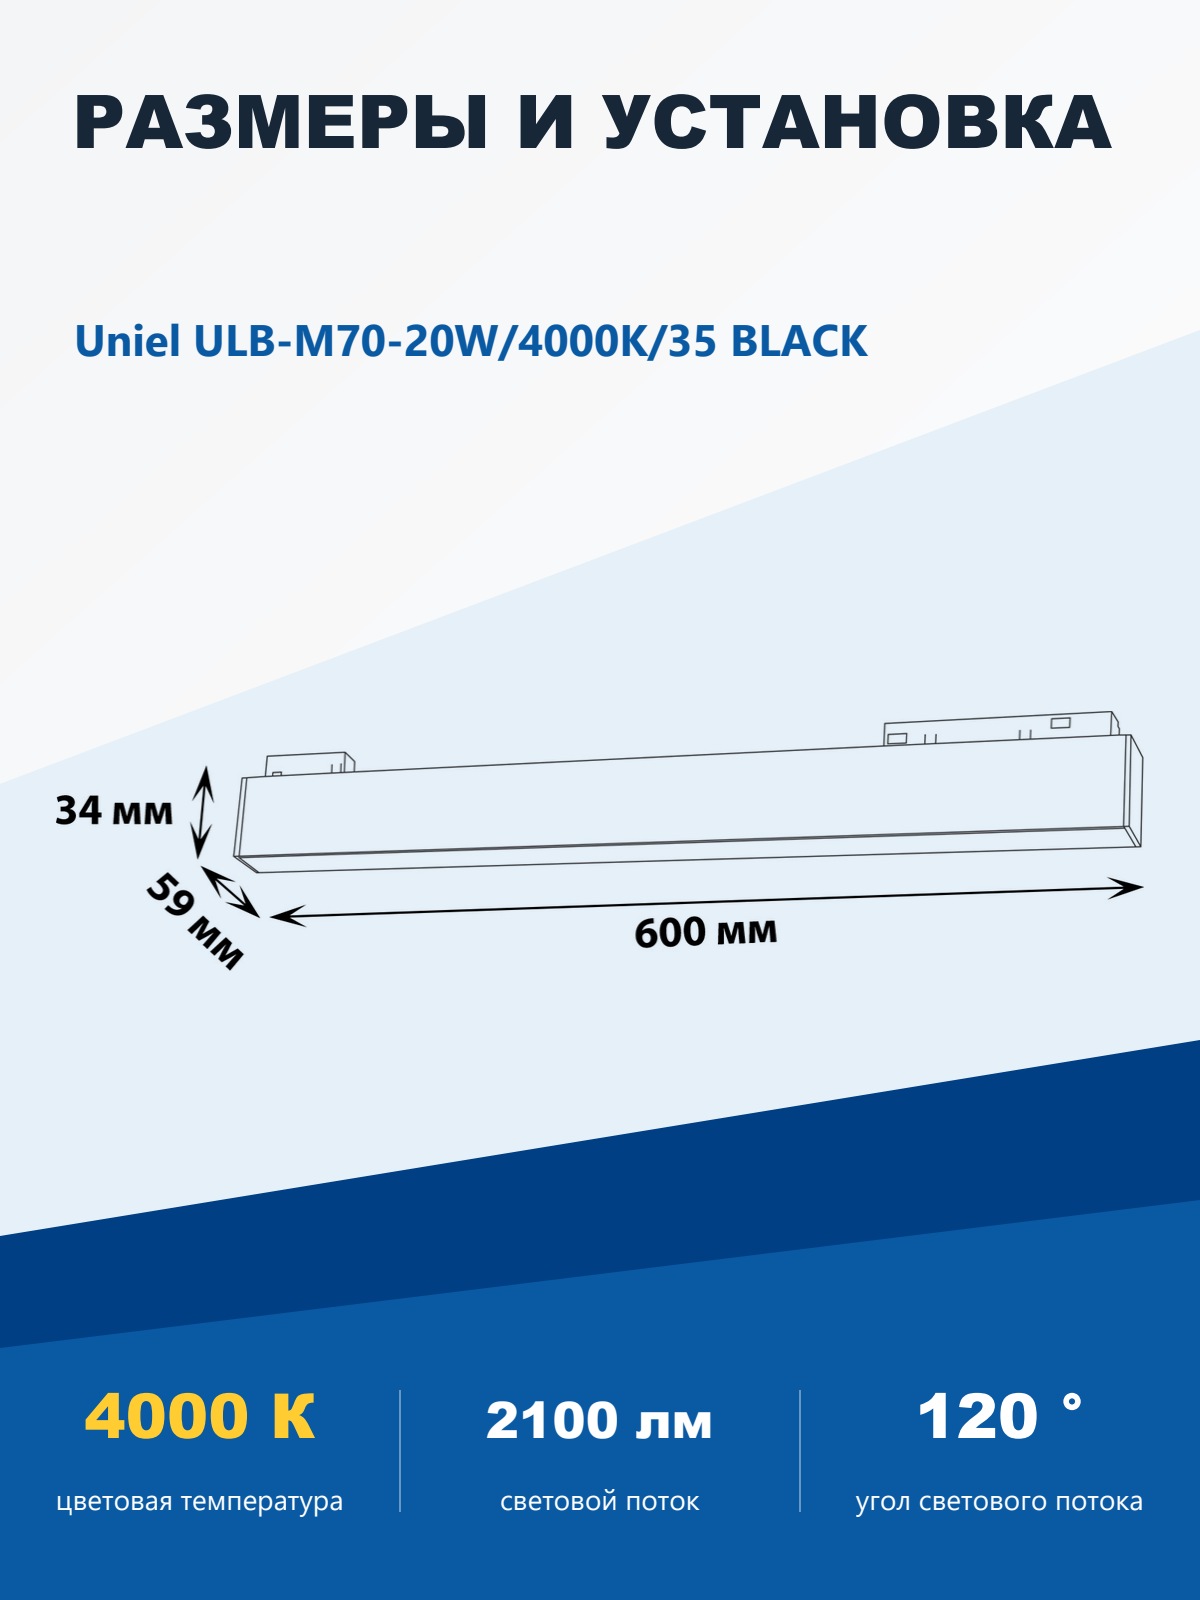 РАЗМЕРЫ И УСТАНОВКА
Uniel ULB-M70-20W/4000K/35 BLACK
34 мм
59 мм
600 мм
4000 К
цветовая температура
2100 лм
световой поток
120 °
угол светового потока